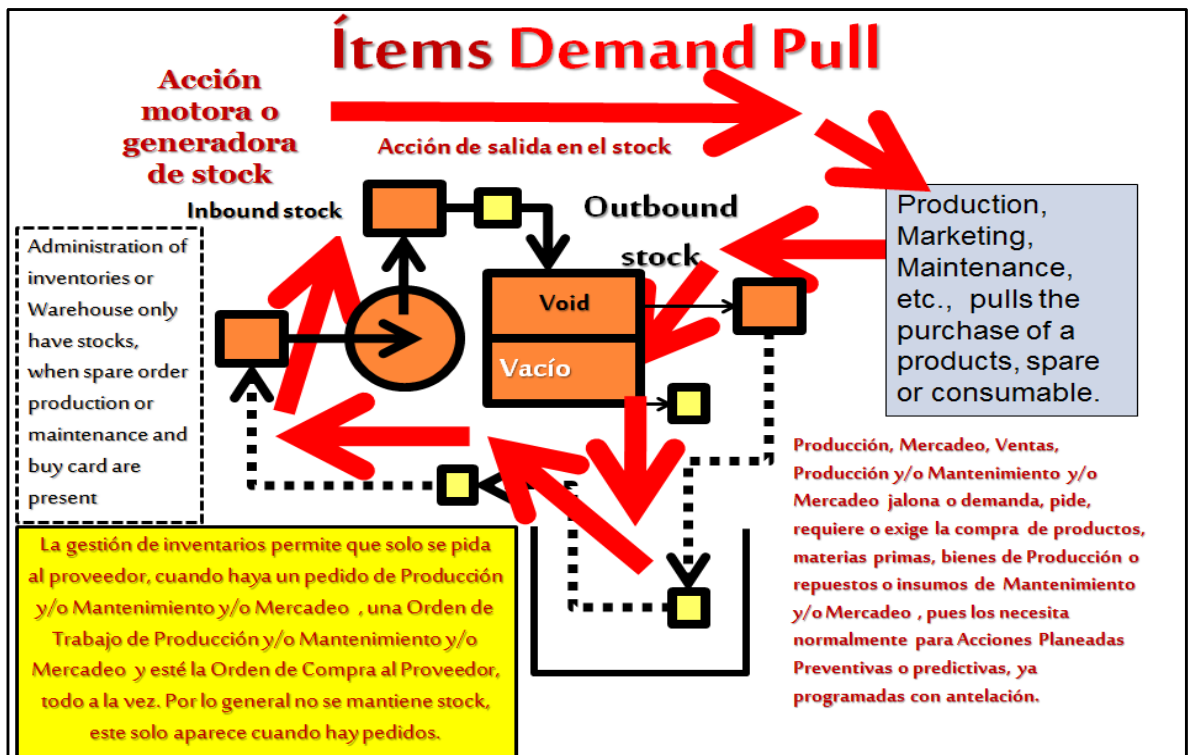 Ítems Demand Pull
Acción
motora o
generadora
de stock
Acción de salida en el stock
Inbound stock
Outbound
stock
Administration of
inventories or
Warehouse only
have stocks,
when spare order
production or
maintenance and
buy card are
present
Void
Vacío
Production,
Marketing,
Maintenance,
etc., pulls the
purchase of a
products, spare
or consumable.
Producción, Mercadeo, Ventas,
Producción y/o Mantenimiento y/o
Mercadeo jalona o demanda, pide,
requiere o exige la compra de productos,
materias primas, bienes de Producción o
repuestos o insumos de Mantenimiento
y/o Mercadeo , pues los necesita
normalmente para Acciones Planeadas
Preventivas o predictivas, ya
programadas con antelación.
La gestión de inventarios permite que solo se pida
al proveedor, cuando haya un pedido de Producción
y/o Mantenimiento y/o Mercadeo , una Orden de
Trabajo de Producción y/o Mantenimiento y/o
Mercadeo y esté la Orden de Compra al Proveedor,
todo a la vez. Por lo general no se mantiene stock,
este solo aparece cuando hay pedidos.